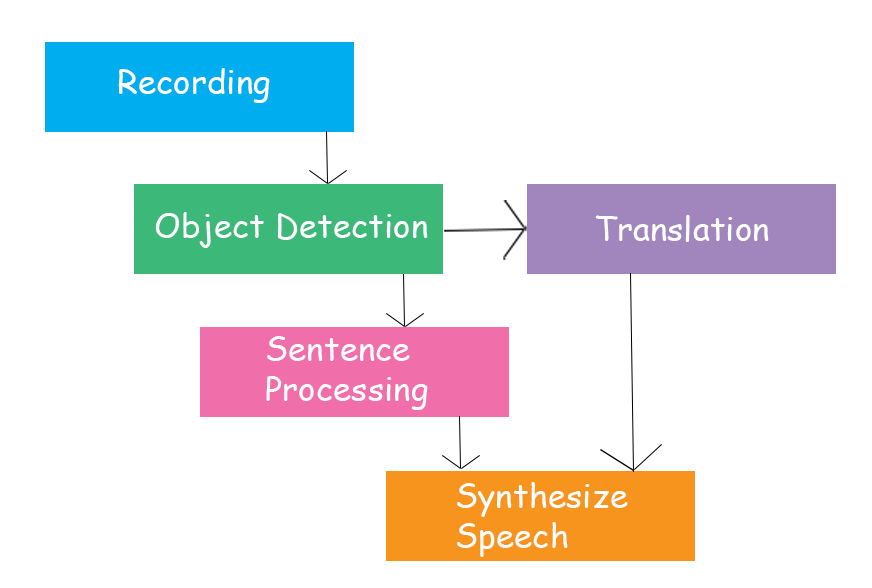 Recording
Object Detection
Translation
Sentence
Processing
Synthesize
Speech